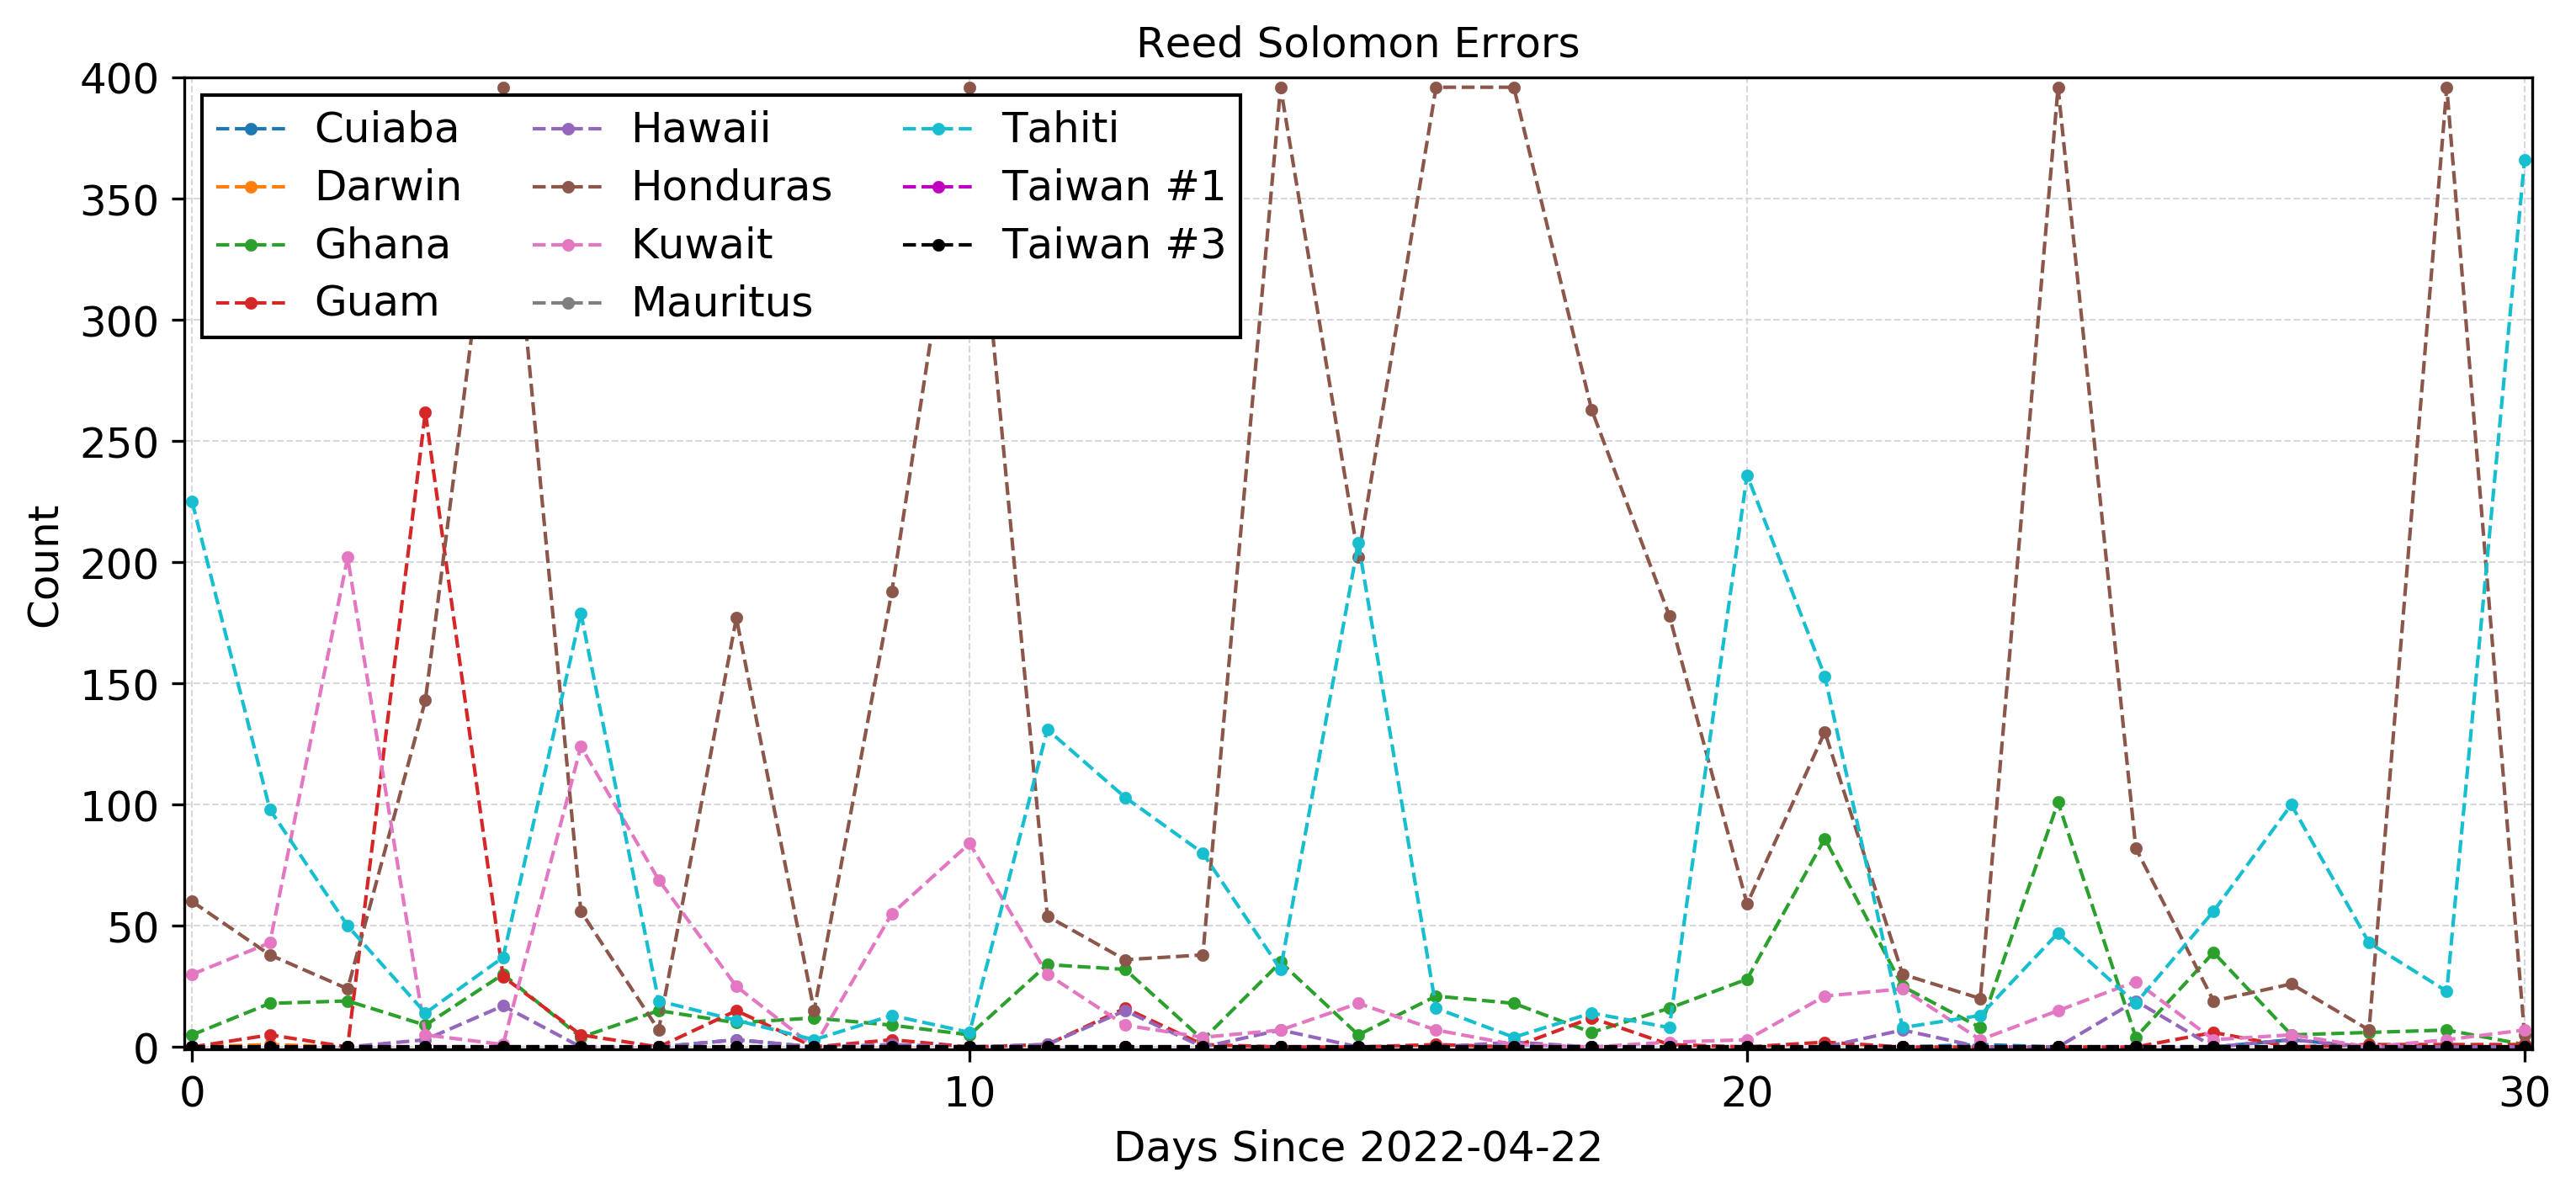 Reed Solomon Errors
400
350
300
250
200
150
100
50
0
Count
Cuiaba
Darwin
Ghana
Guam
Hawaii
Honduras
Kuwait
Mauritus
Tahiti
Taiwan #1
Taiwan #3
0 10 20 30
Days Since 2022-04-22